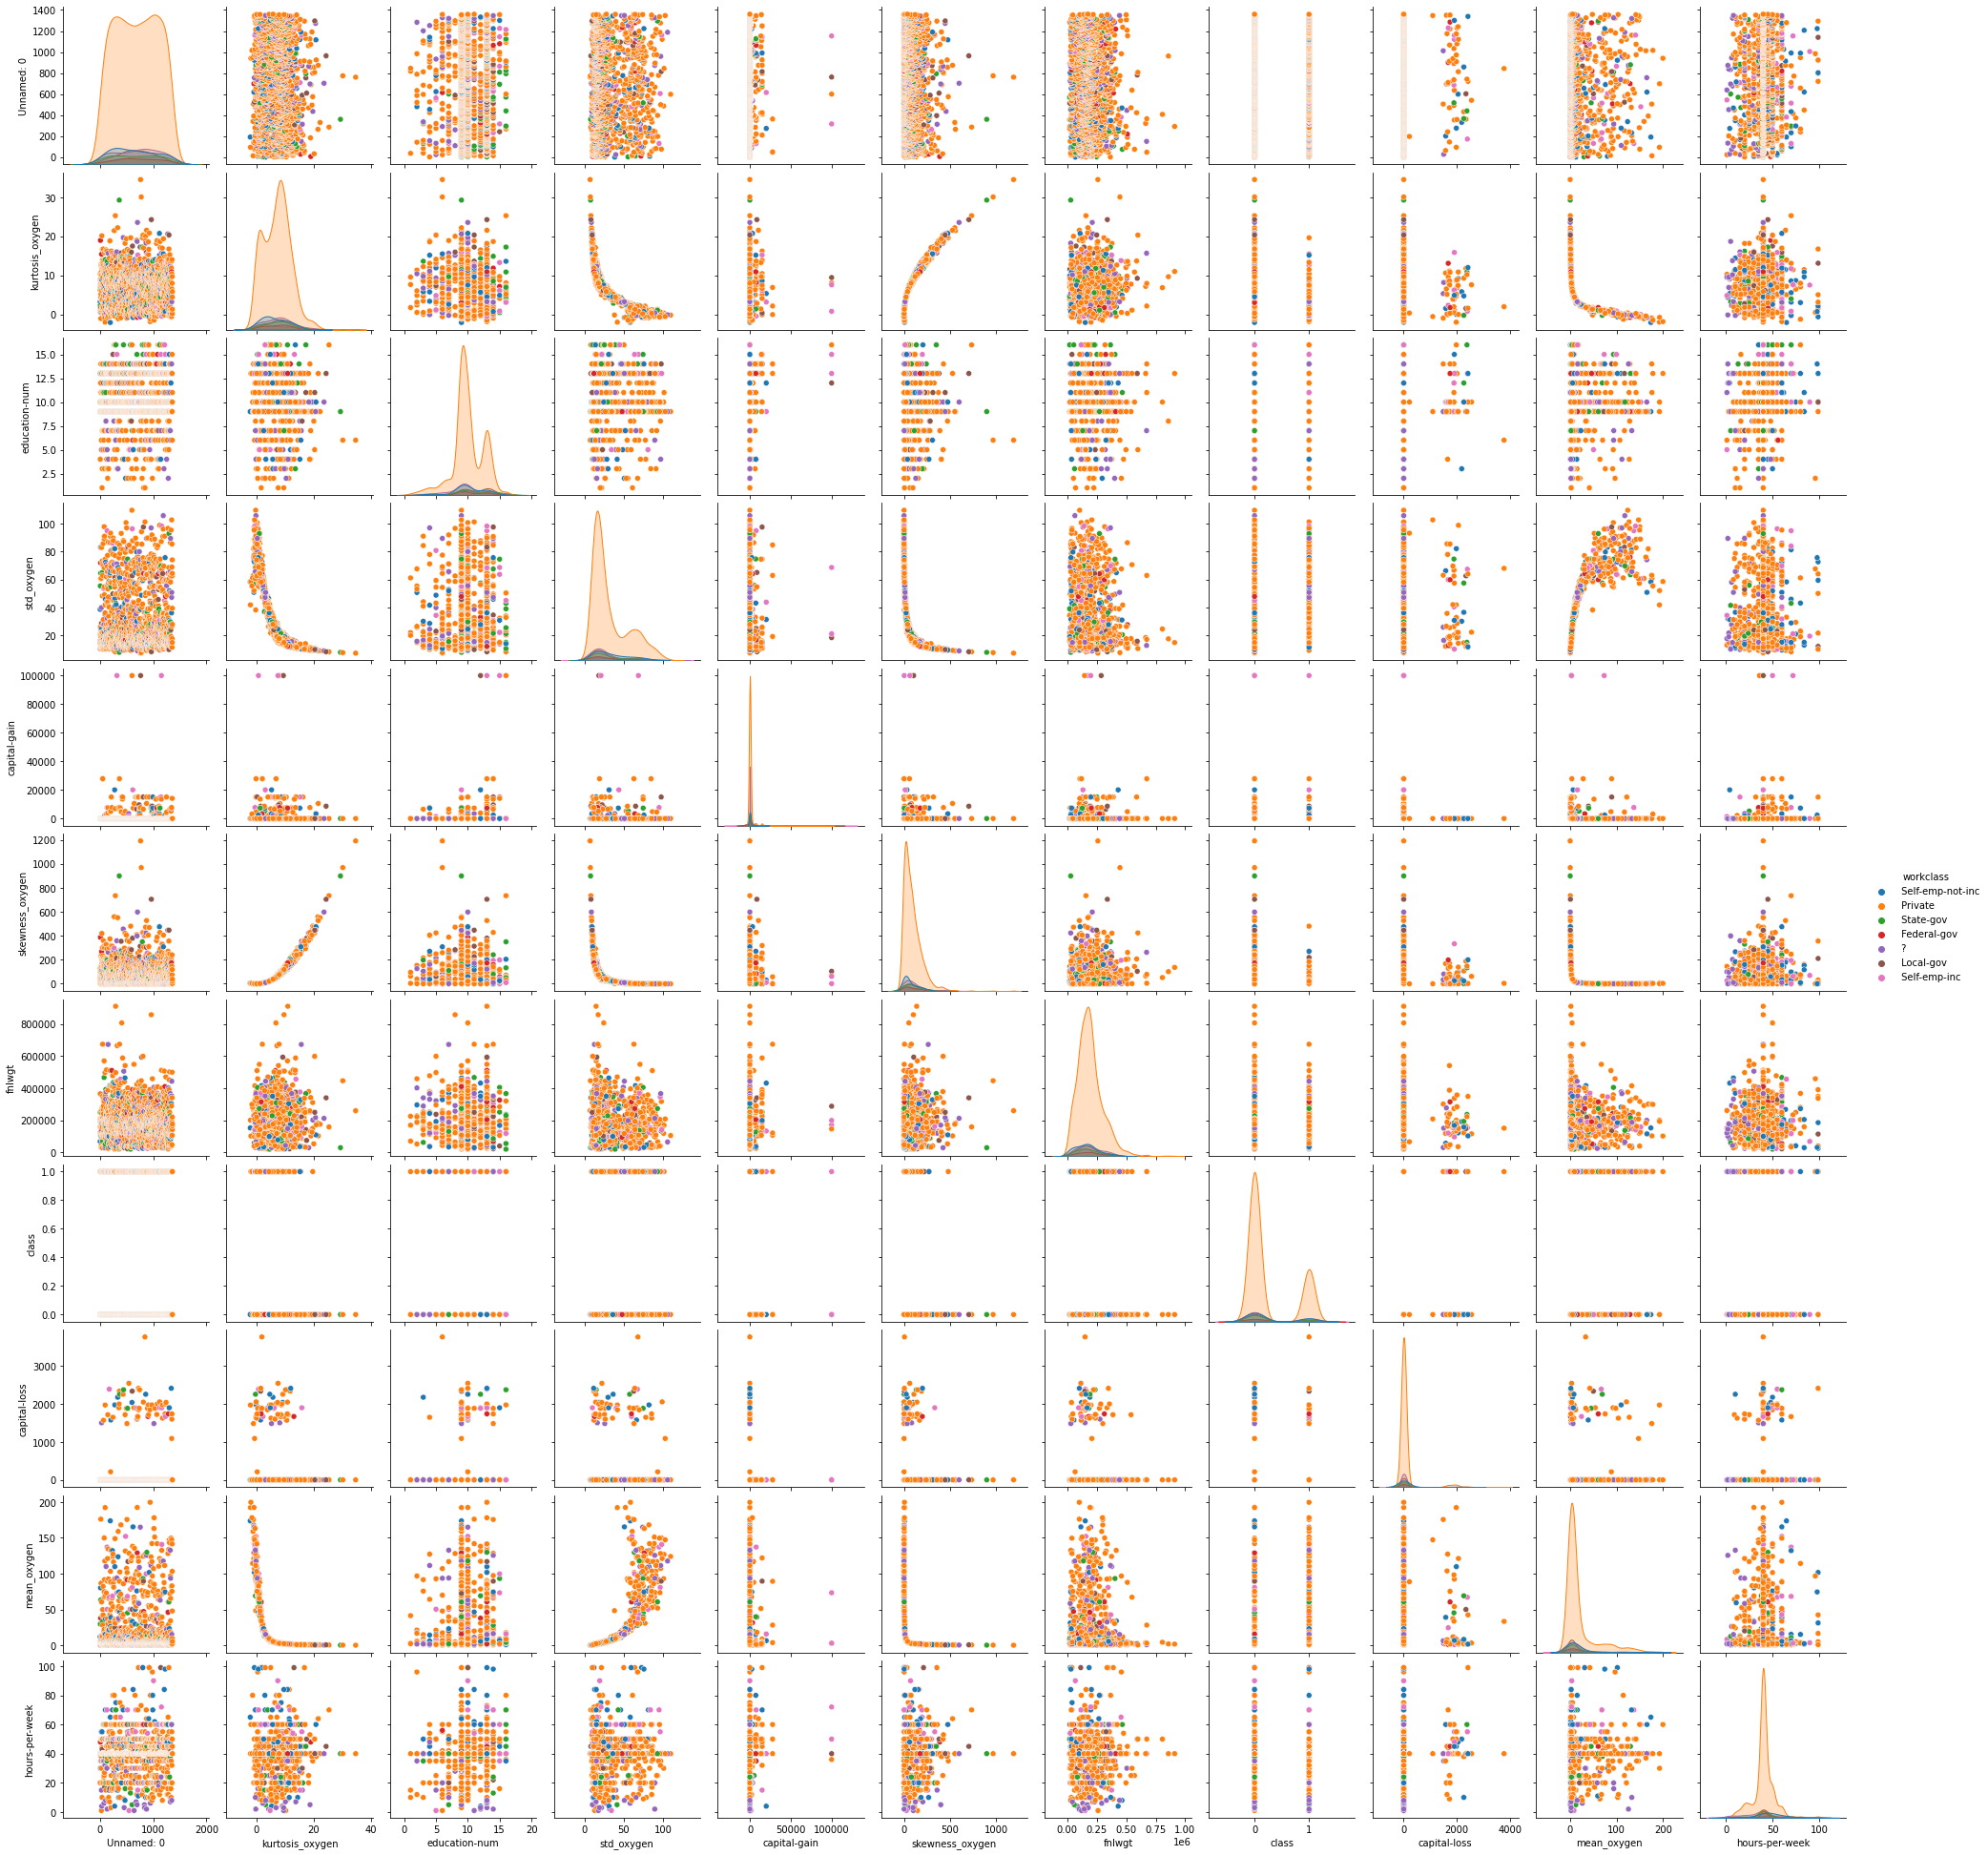 1400
1200
1000
800
600
400
200
0
Unnamed: 0
30
20
10
0
kurtosis_oxygen
15.0
12.5
10.0
7.5
5.0
2.5
education-num
100
80
60
40
20
std_oxygen
100000
80000
60000
40000
20000
0
capital-gain
1200
1000
800
600
400
200
0
skewness_oxygen
workclass
Self-emp-not-inc
Private
State-gov
Federal-gov
?
Local-gov
Self-emp-inc
800000
600000
400000
200000
0
fnlwgt
1.0
0.8
0.6
0.4
0.2
0.0
class
3000
2000
1000
0
capital-loss
200
150
100
50
0
mean_oxygen
100
80
60
40
20
0
hours-per-week
0 1000 2000
Unnamed: 0
0 20 40
kurtosis_oxygen
0 5 10 15 20
education-num
0 50 100
std_oxygen
0 50000 100000
capital-gain
0 500 1000
skewness_oxygen
0.00 0.25 0.50 0.75 1.00
1e6
fnlwgt
0 1
class
0 2000 4000
capital-loss
0 100 200
mean_oxygen
0 50 100
hours-per-week